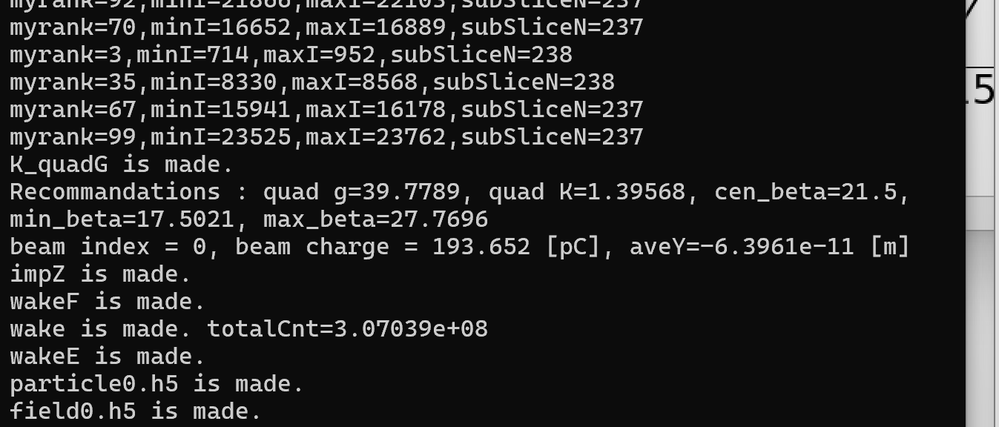 myrank=92,minI=21866,maxI=22103,subSliceN=237
myrank=70,minI=16652,maxI=16889,subSliceN=237
myrank=3,minI=714,maxI=952,subSliceN=238
myrank=35,minI=8330,maxI=8568,subSliceN=238
myrank=67,minI=15941,maxI=16178,subSliceN=237
myrank=99,minI=23525,maxI=23762,subSliceN=237
K_quadG is made.
Recommandations : quad g=39.7789, quad K=1.39568, cen_beta=21.5,
min_beta=17.5021, max_beta=27.7696
beam index = 0, beam charge = 193.652 [pC], aveY=-6.3961e-11 [m]
impZ is made.
wakeF is made.
wake is made. totalCnt=3.07039e+08
wakeE is made.
particle0.h5 is made.
field0.h5 is made.
.5